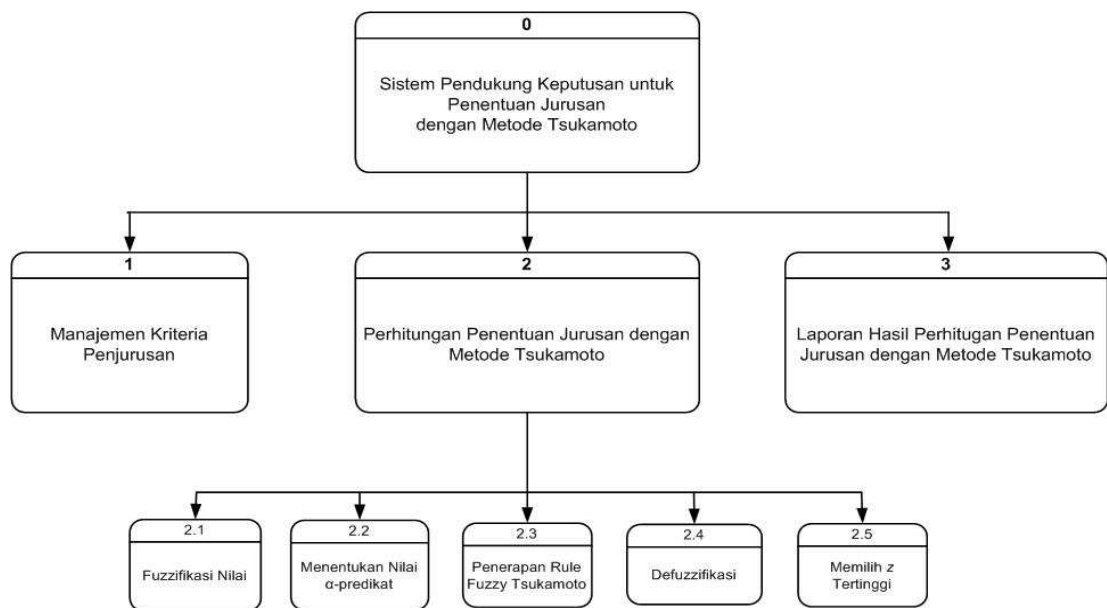 0
Sistem Pendukung Keputusan untuk
Penentuan Jurusan
dengan Metode Tsukamoto
1
Manajemen Kriteria
Penjurusan
2
Perhitungan Penentuan Jurusan dengan
Metode Tsukamoto
3
Laporan Hasil Perhitugan Penentuan
Jurusan dengan Metode Tsukamoto
2.1
Fuzzifikasi Nilai
2.2
Menentukan Nilai
α-predikat
2.3
Penerapan Rule
Fuzzy Tsukamoto
2.4
Defuzzifikasi
2.5
Memilih z
Tertinggi